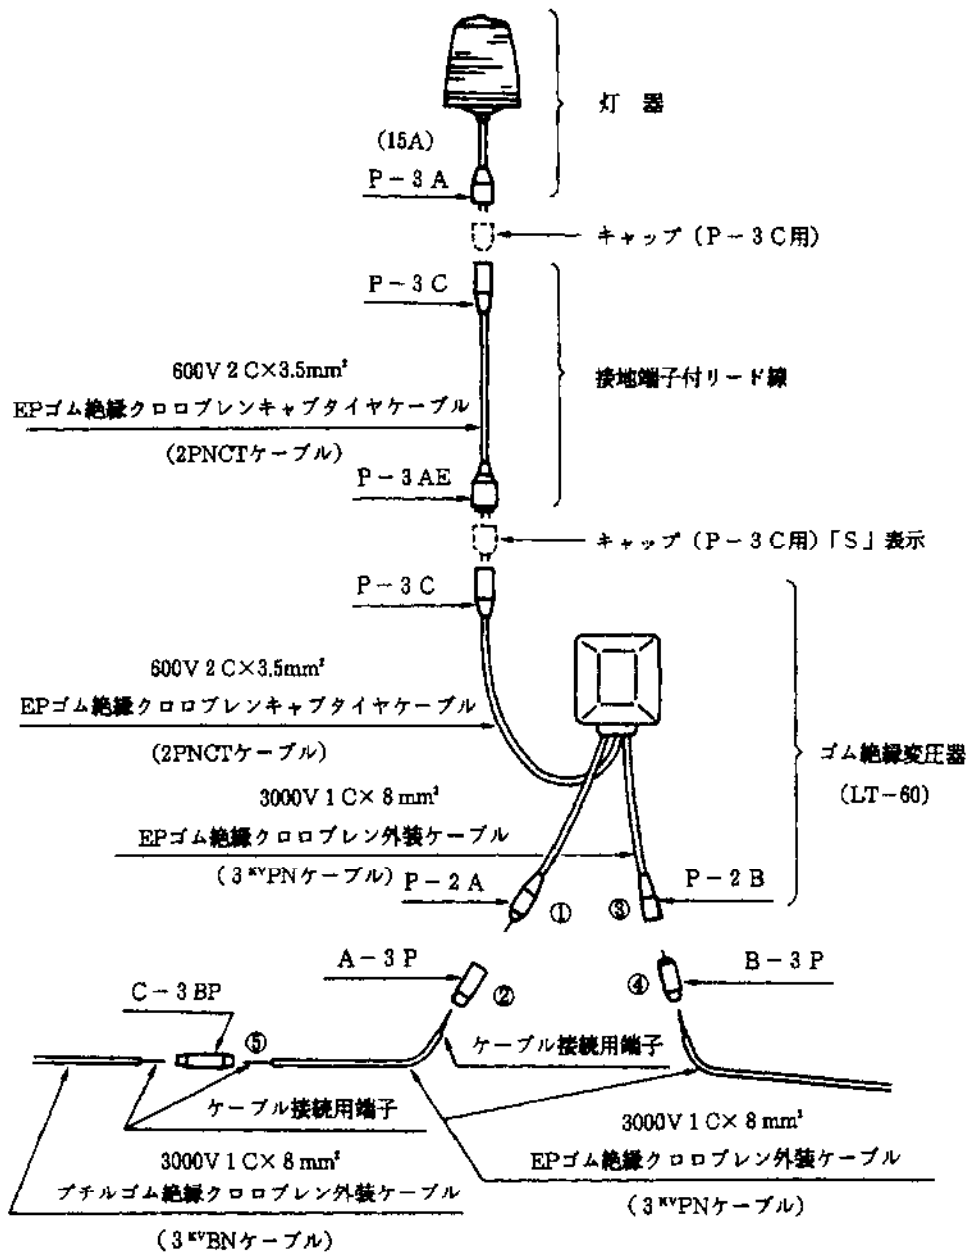 灯器
(15A)
P－3A
キャップ（P－3C用）
P－3C
600V 2C×3.5mm²
接地端子付リード線
EPゴム絶縁クロロプレンキャブタイヤケーブル
(2PNCTケーブル)
P－3AE
キャップ（P－3C用）「S」表示
P－3C
600V 2C×3.5mm²
EPゴム絶縁クロロプレンキャブタイヤケーブル
(2PNCTケーブル)
ゴム絶縁変圧器
(LT－60)
3000V 1C×8mm²
EPゴム絶縁クロロプレン外装ケーブル
(3KVPNケーブル)
P－2A
①
③
P－2B
A－3P
②
④
B－3P
C－3BP
⑤
ケーブル接続用端子
ケーブル接続用端子
3000V 1C×8mm²
EPゴム絶縁クロロプレン外装ケーブル
(3KVPNケーブル)
3000V 1C×8mm²
ブチルゴム絶縁クロロプレン外装ケーブル
(3KVBNケーブル)